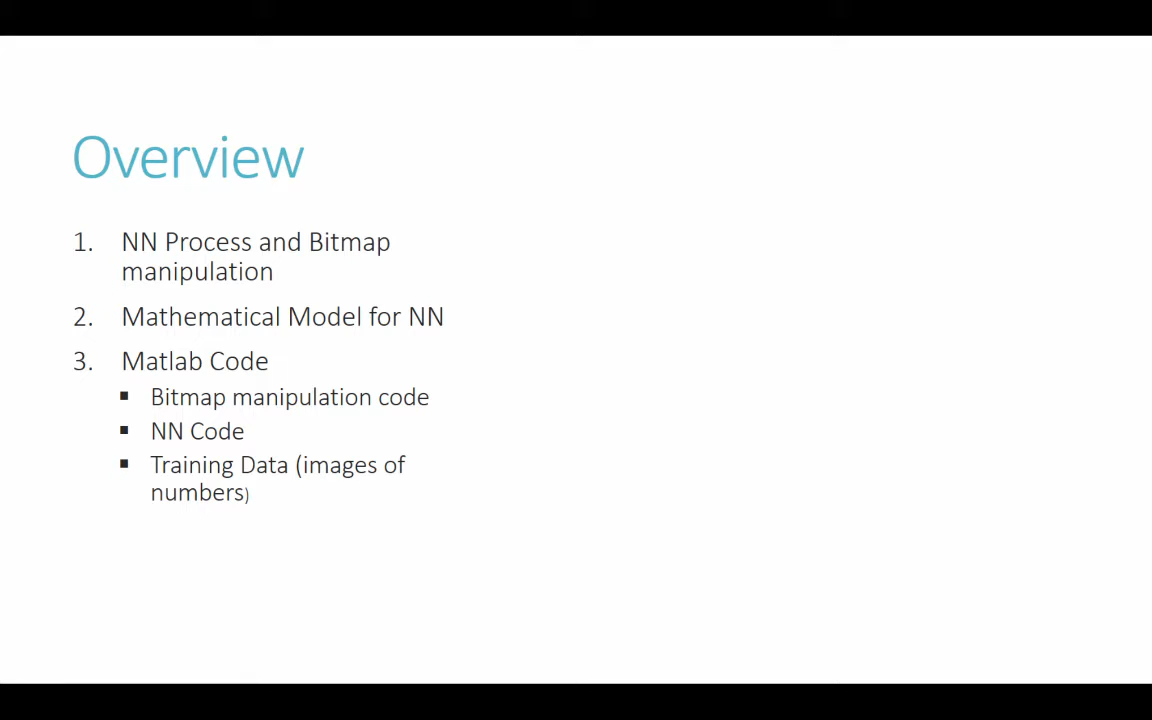 Overview
1. NN Process and Bitmap
manipulation
2. Mathematical Model for NN
3. Matlab Code
▪ Bitmap manipulation code
▪ NN Code
▪ Training Data (images of
numbers)